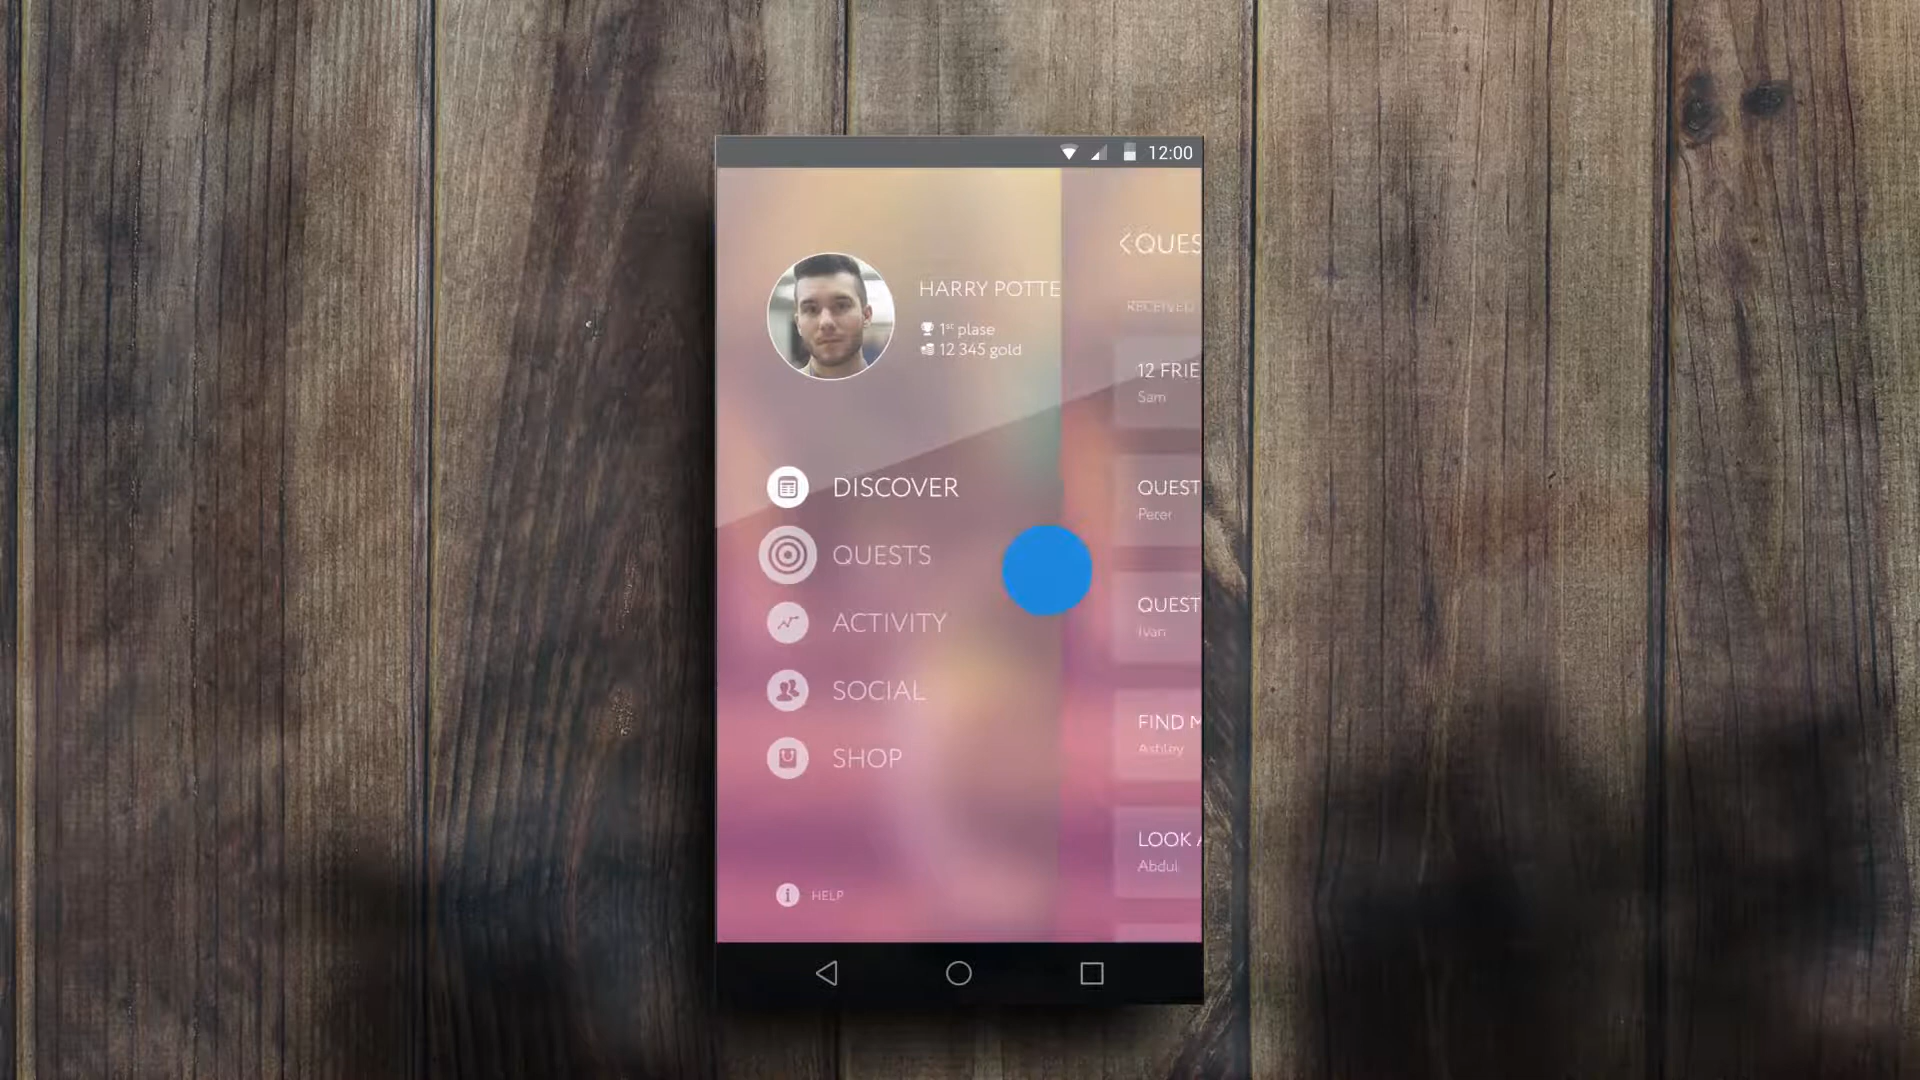 12:00
QUES
RECEIVED
HARRY POTTE
1st plase
12 345 gold
12 FRIE
Sam
DISCOVER
QUEST
Peter
QUESTS
QUEST
Ivan
ACTIVITY
SOCIAL
FIND M
Ashley
SHOP
LOOK A
Abdul
HELP